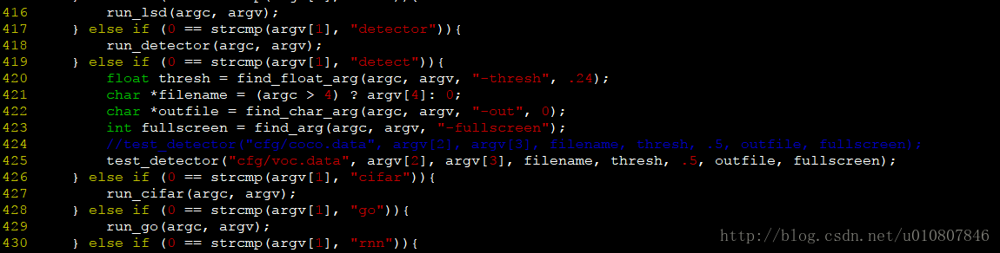 416         run_lsd(argc, argv);
417     } else if (0 == strcmp(argv[1], "detector")){
418         run_detector(argc, argv);
419     } else if (0 == strcmp(argv[1], "detect")){
420         float thresh = find_float_arg(argc, argv, "-thresh", .24);
421         char *filename = (argc > 4) ? argv[4]: 0;
422         char *outfile = find_char_arg(argc, argv, "-out", 0);
423         int fullscreen = find_arg(argc, argv, "-fullscreen");
424         //test_detector("cfg/coco.data", argv[2], argv[3], filename, thresh, .5, outfile, fullscreen);
425         test_detector("cfg/voc.data", argv[2], argv[3], filename, thresh, .5, outfile, fullscreen);
426     } else if (0 == strcmp(argv[1], "cifar")){
427         run_cifar(argc, argv);
428     } else if (0 == strcmp(argv[1], "go")){
429         run_go(argc, argv);
430     } else if (0 == strcmp(argv[1], "rnn")){
http://blog.csdn.net/u010807846